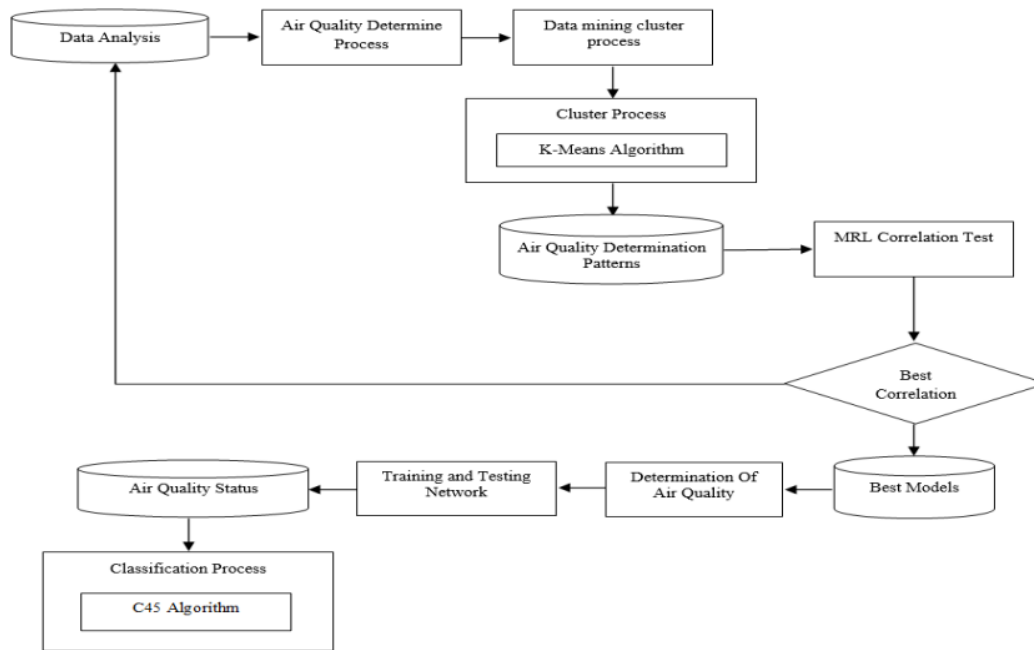 Data Analysis
Air Quality Determine
Process
Data mining cluster
process
Cluster Process
K-Means Algorithm
Air Quality Determination
Patterns
MRL Correlation Test
Best
Correlation
Best Models
Determination Of
Air Quality
Training and Testing
Network
Air Quality Status
Classification Process
C45 Algorithm